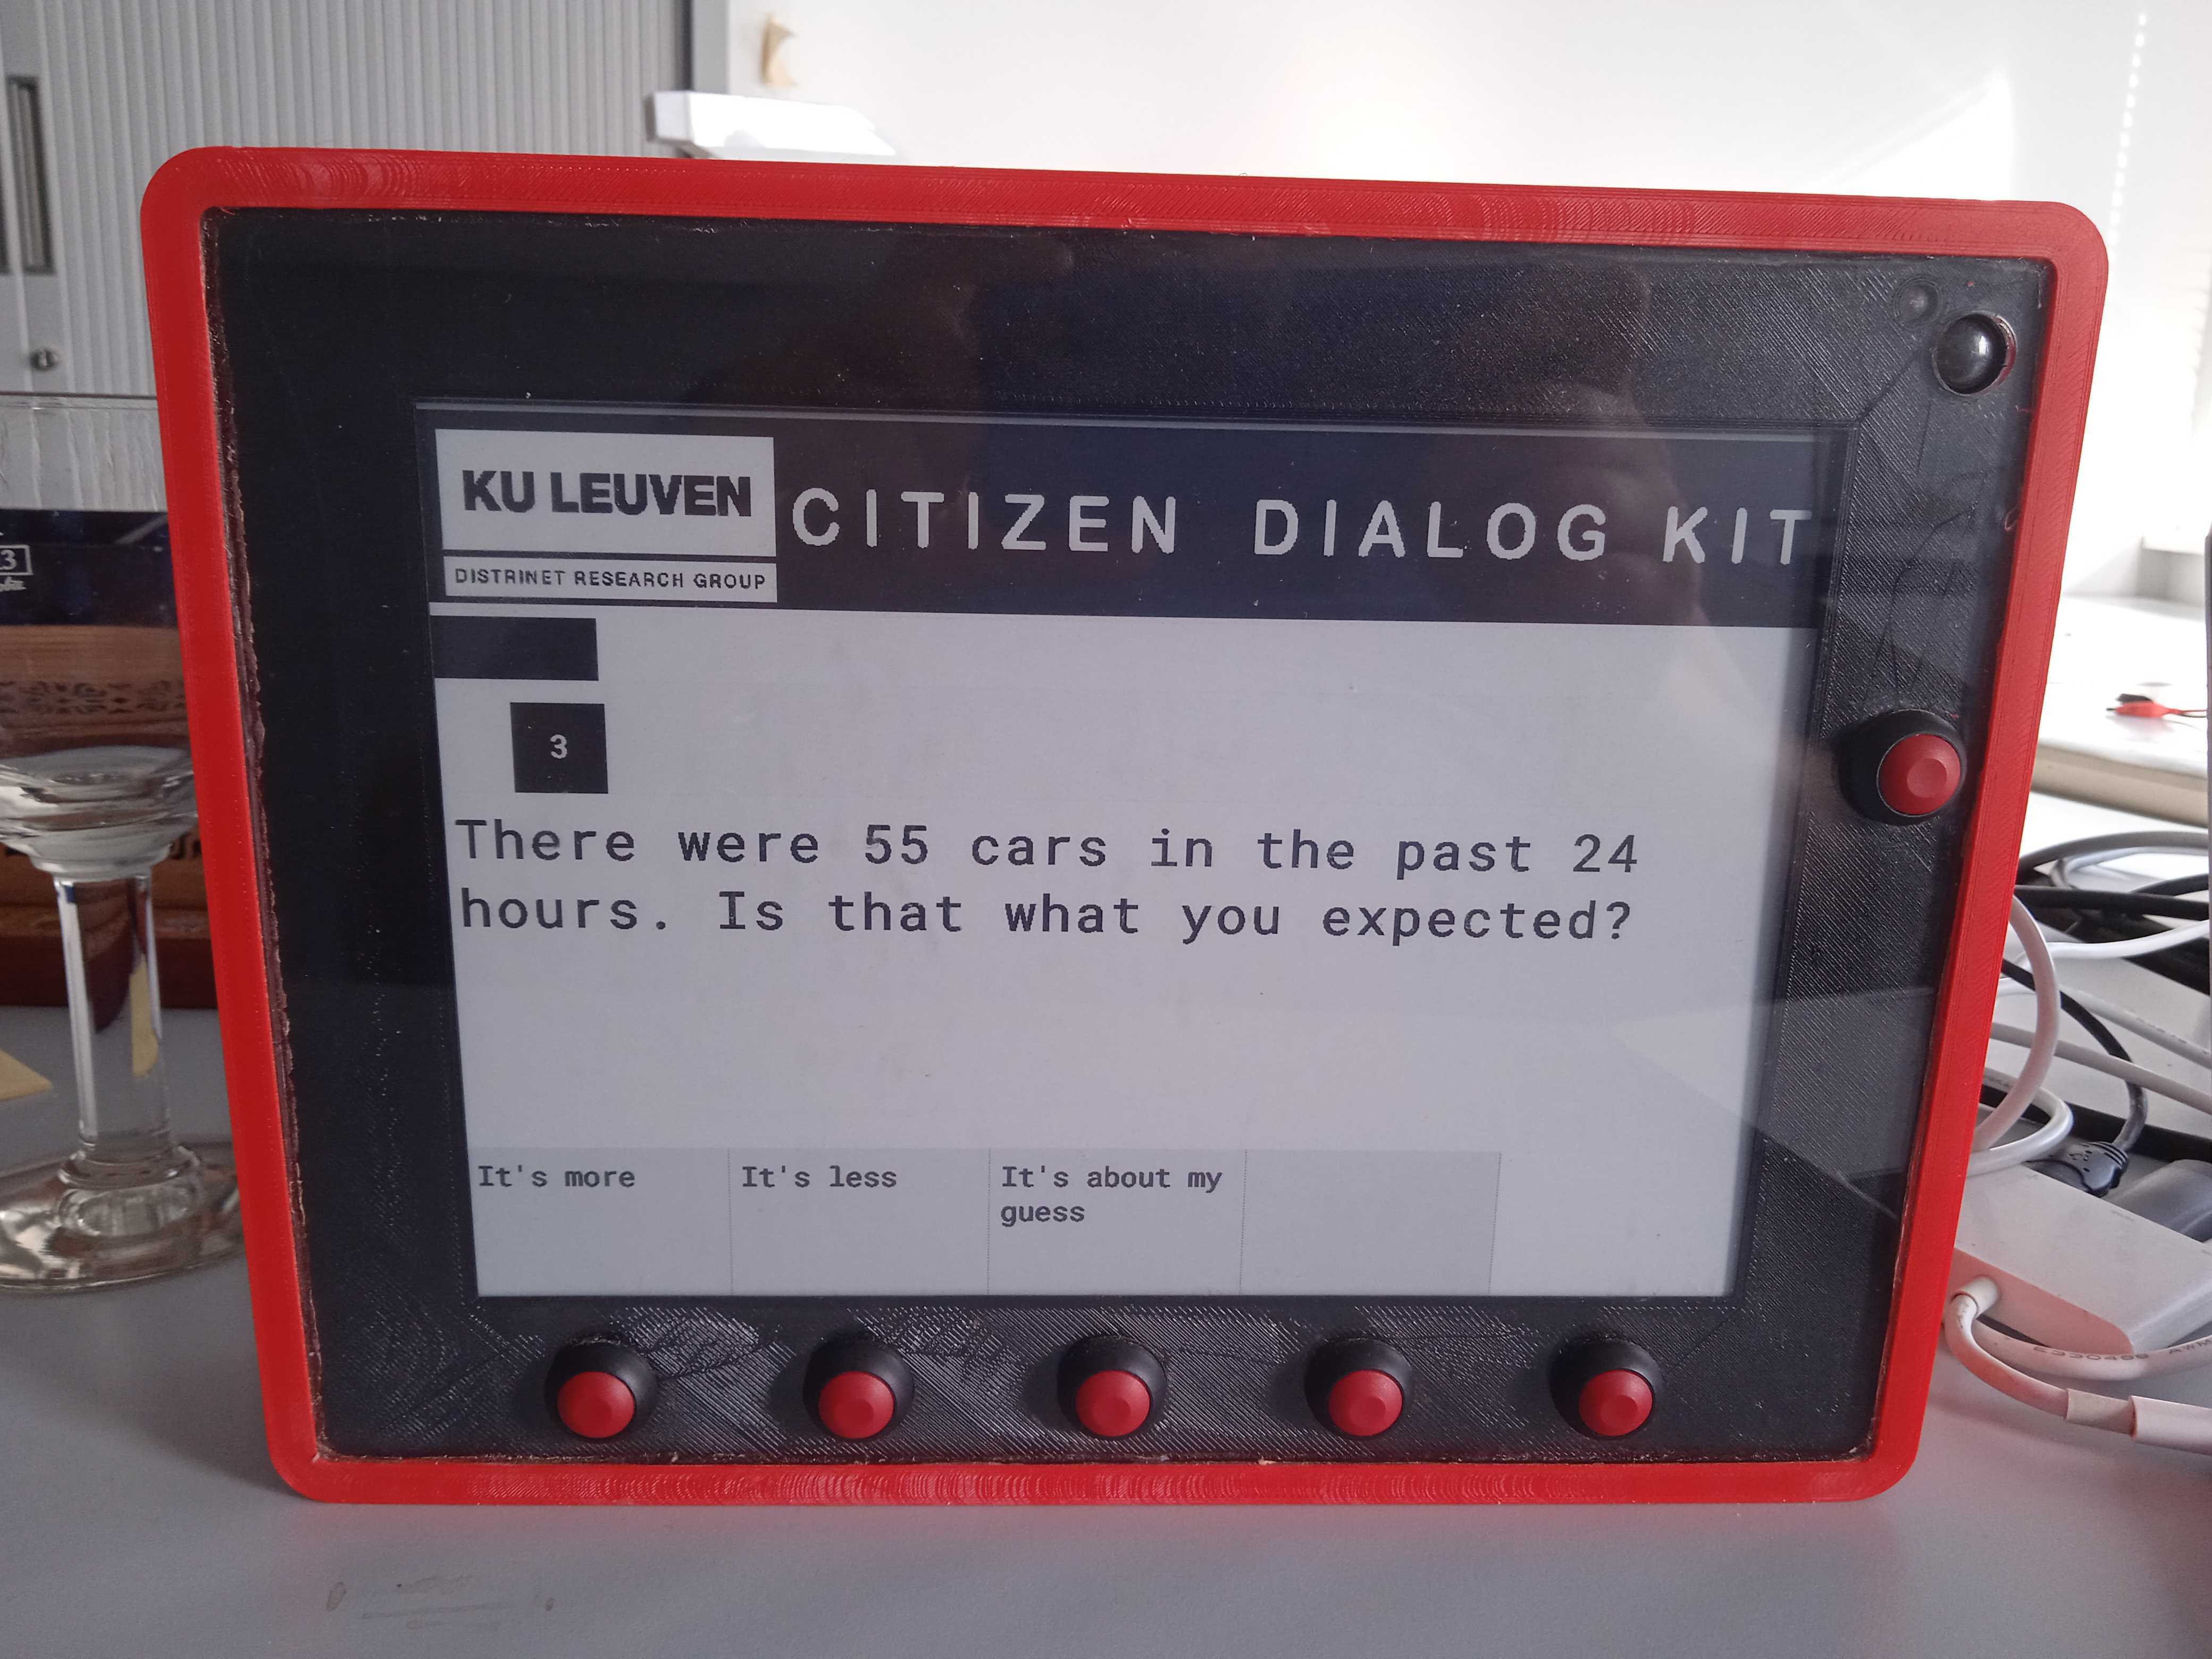 KU LEUVEN
DISTRINET RESEARCH GROUP
CITIZEN DIALOG KIT
3
There were 55 cars in the past 24
hours. Is that what you expected?
It's more
It's less
It's about my
guess